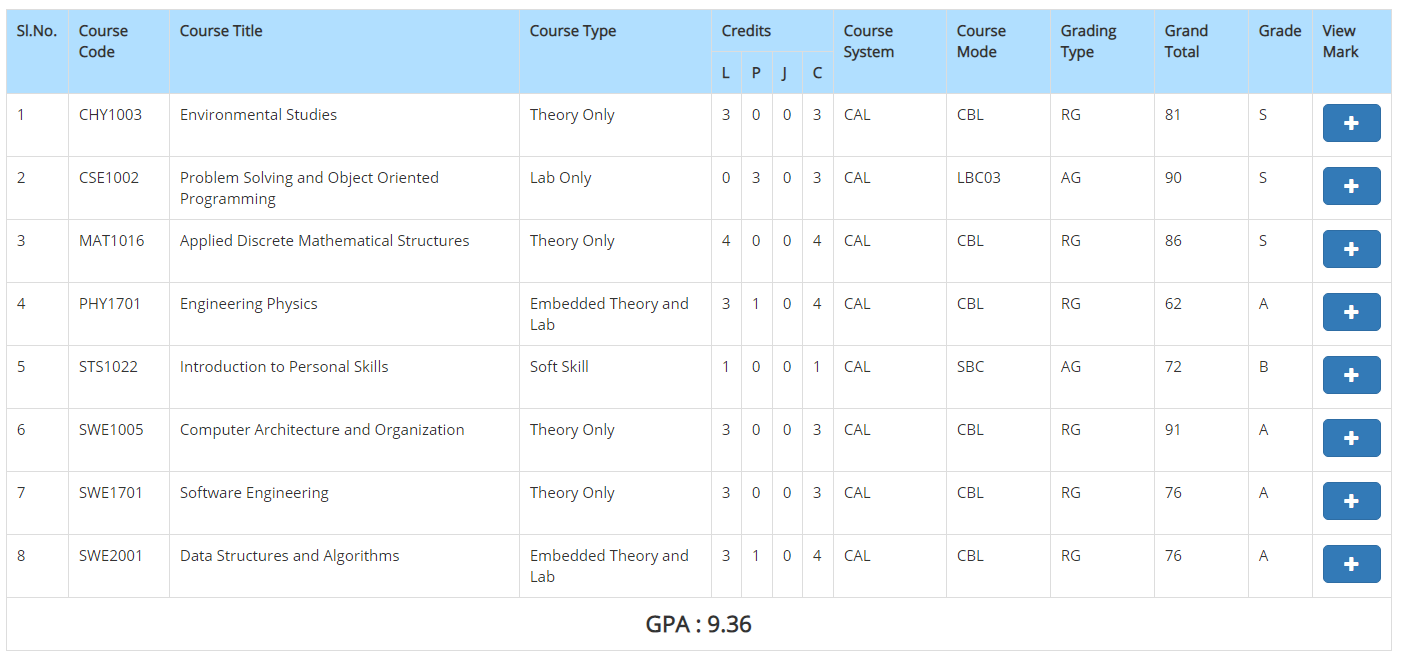 Sl.No. Course Code Course Title Course Type Credits Course System Course Mode Grading Type Grand Total Grade View Mark
L P J C
1 CHY1003 Environmental Studies Theory Only 3 0 0 3 CAL CBL RG 81 S
2 CSE1002 Problem Solving and Object Oriented Programming Lab Only 0 3 0 3 CAL LBC03 AG 90 S
3 MAT1016 Applied Discrete Mathematical Structures Theory Only 4 0 0 4 CAL CBL RG 86 S
4 PHY1701 Engineering Physics Embedded Theory and Lab 3 1 0 4 CAL CBL RG 62 A
5 STS1022 Introduction to Personal Skills Soft Skill 1 0 0 1 CAL SBC AG 72 B
6 SWE1005 Computer Architecture and Organization Theory Only 3 0 0 3 CAL CBL RG 91 A
7 SWE1701 Software Engineering Theory Only 3 0 0 3 CAL CBL RG 76 A
8 SWE2001 Data Structures and Algorithms Embedded Theory and Lab 3 1 0 4 CAL CBL RG 76 A
GPA : 9.36